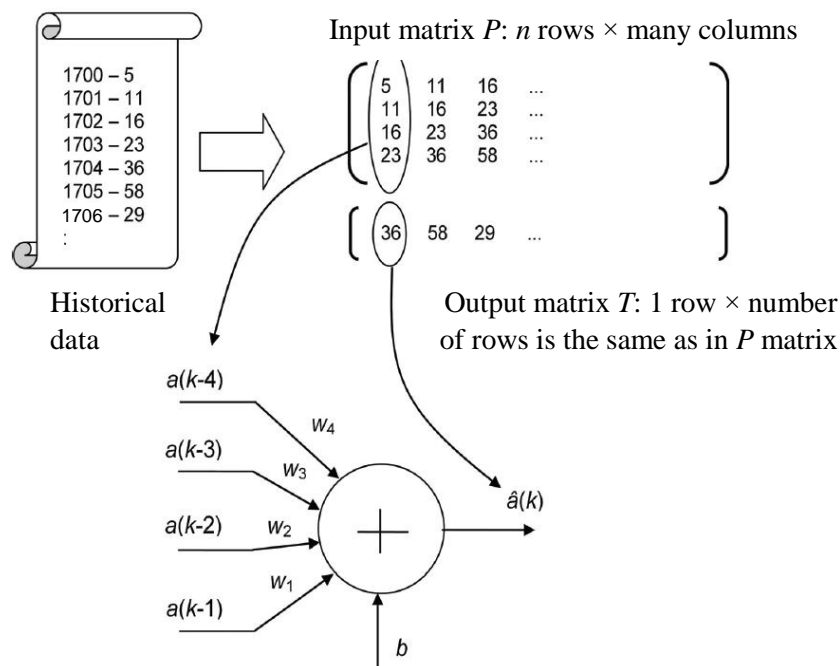 Input matrix P: n rows × many columns
1700 – 5
1701 – 11
1702 – 16
1703 – 23
1704 – 36
1705 – 58
1706 – 29
:
5 11 16 ...
11 16 23 ...
16 23 36 ...
23 36 58 ...
36 58 29 ...
Historical
data
Output matrix T: 1 row × number
of rows is the same as in P matrix
a(k-4)
w4
a(k-3)
w3
a(k-2)
w2
a(k-1)
w1
+
â(k)
b